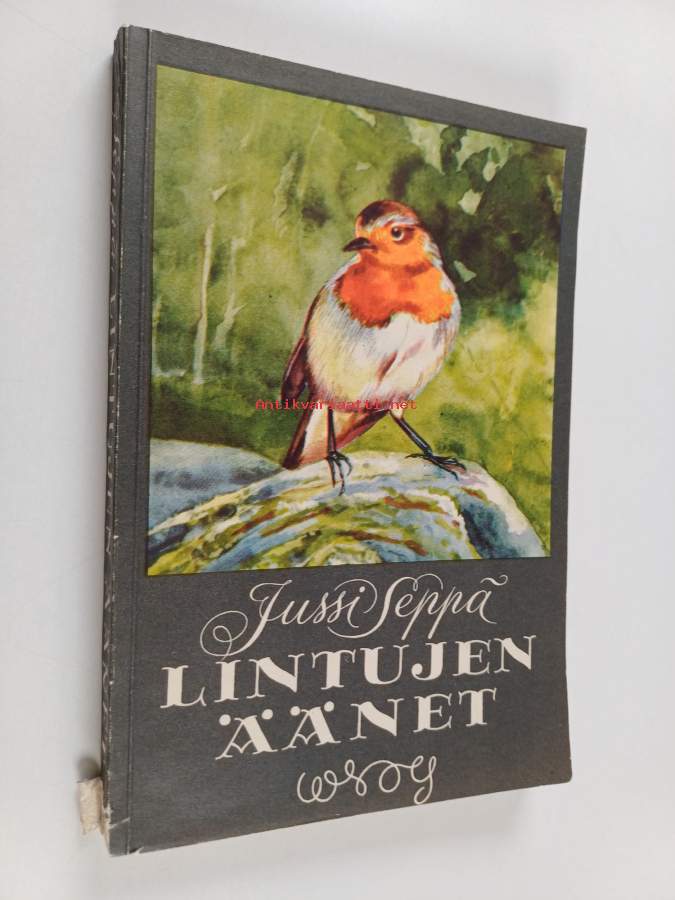 Antikvariaatti.net
Jussi Seppä
LINTUJEN
ÄÄNET
WSOY